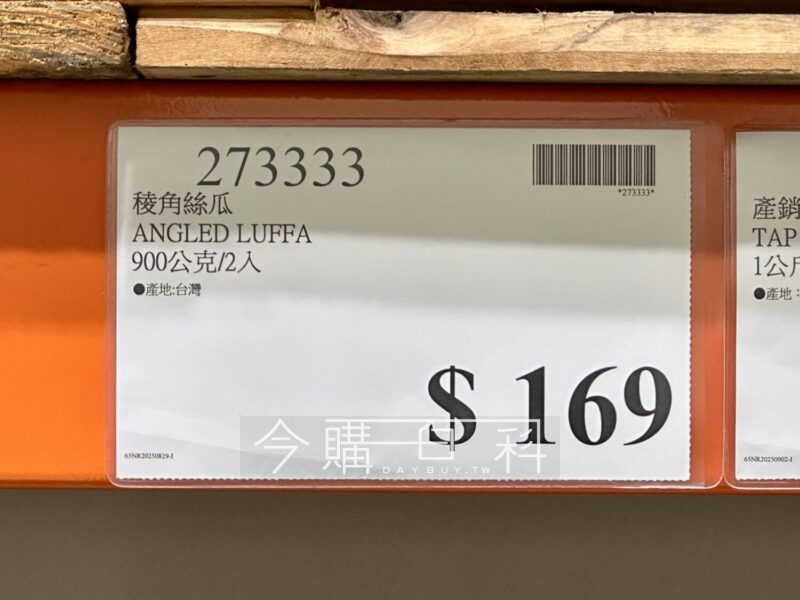 273333
*273333*
稜角絲瓜
ANGLED LUFFA
900公克/2入
●產地:台灣
$ 169
65NR20250829-1
今購百科
DAYBUY.TW
產銷
TAP
1公斤
●產地:
65NR20250902-1